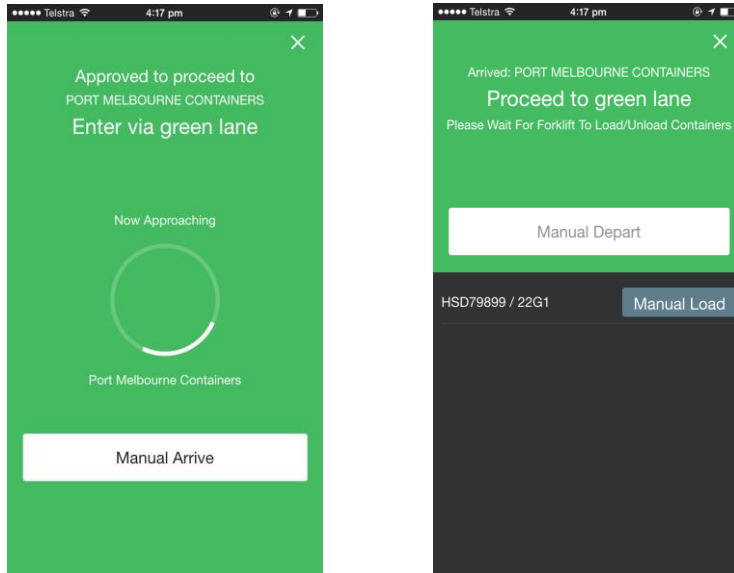 Telstra 4:17 pm
Approved to proceed to
PORT MELBOURNE CONTAINERS
Enter via green lane
Now Approaching
Port Melbourne Containers
Manual Arrive
Telstra 4:17 pm
Arrived: PORT MELBOURNE CONTAINERS
Proceed to green lane
Please Wait For Forklift To Load/Unload Containers
Manual Depart
HSD79899 / 22G1 Manual Load